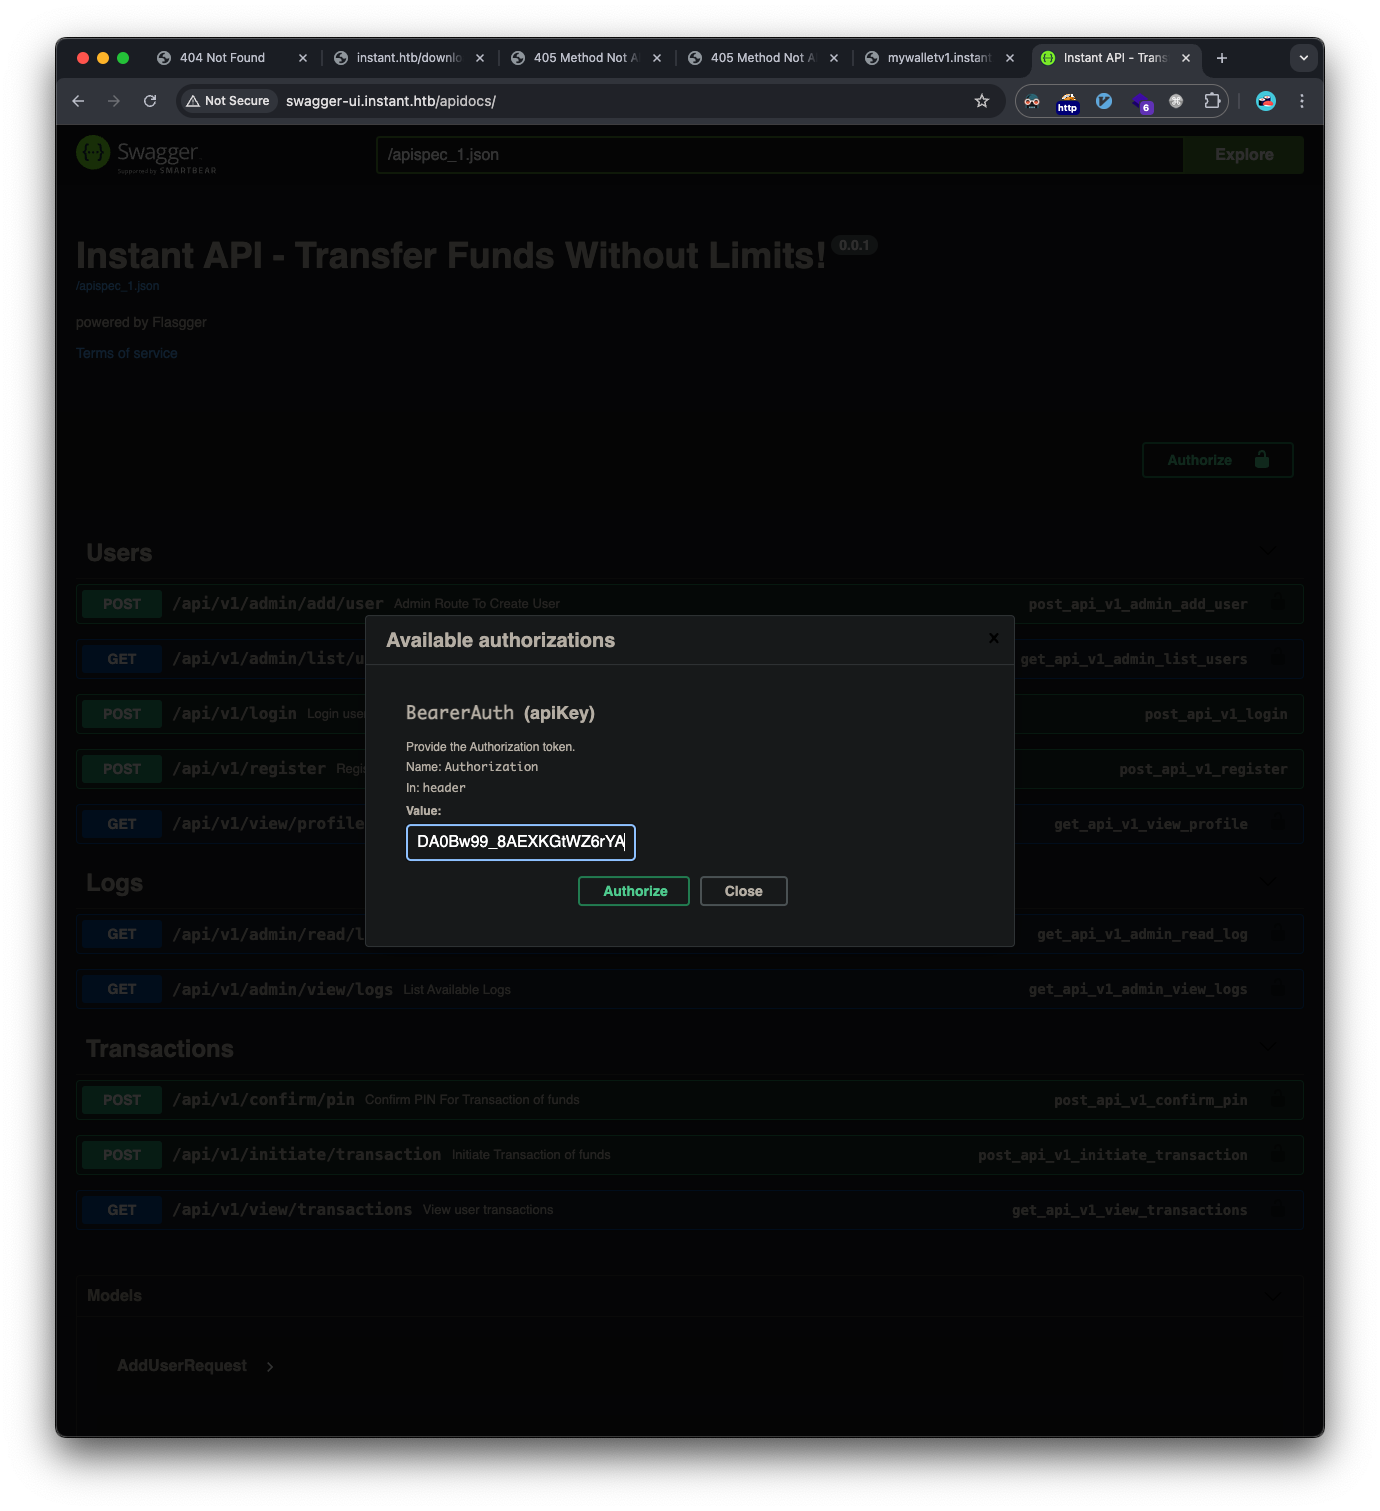 404 Not Found
instant.htb/downlo
405 Method Not A
405 Method Not A
mywalletv1.instant
Instant API - Trans
Not Secure
swagger-ui.instant.htb/apidocs/
http
6
Swagger
Supported by SMARTBEAR
/apispec_1.json
Explore
Instant API - Transfer Funds Without Limits! 0.0.1
/apispec_1.json
powered by Flasgger
Terms of service
Authorize
Users
POST /api/v1/admin/add/user Admin Route To Create User post_api_v1_admin_add_user
GET /api/v1/admin/list/u get_api_v1_admin_list_users
POST /api/v1/login Login use post_api_v1_login
POST /api/v1/register Regi post_api_v1_register
GET /api/v1/view/profile get_api_v1_view_profile
Available authorizations
BearerAuth (apiKey)
Provide the Authorization token.
Name: Authorization
In: header
Value:
DA0Bw99_8AEXKGtWZ6rYA
Authorize
Close
Logs
GET /api/v1/admin/read/l get_api_v1_admin_read_log
GET /api/v1/admin/view/logs List Available Logs get_api_v1_admin_view_logs
Transactions
POST /api/v1/confirm/pin Confirm PIN For Transaction of funds post_api_v1_confirm_pin
POST /api/v1/initiate/transaction Initiate Transaction of funds post_api_v1_initiate_transaction
GET /api/v1/view/transactions View user transactions get_api_v1_view_transactions
Models
AddUserRequest